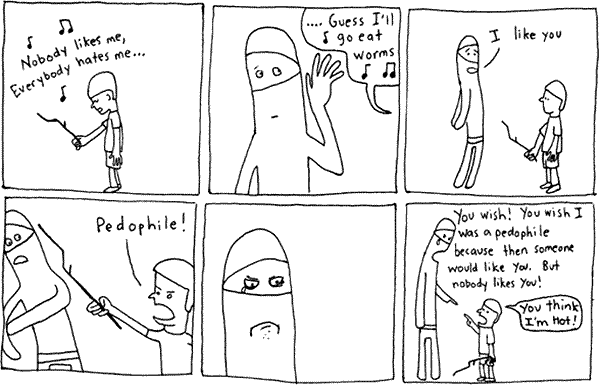 Nobody likes me,
Everybody hates me...
.... Guess I'll
go eat
worms
I like you
Pedophile!
You wish! You wish I
was a pedophile
because then someone
would like you. But
nobody likes you!
You think
I'm Hot!